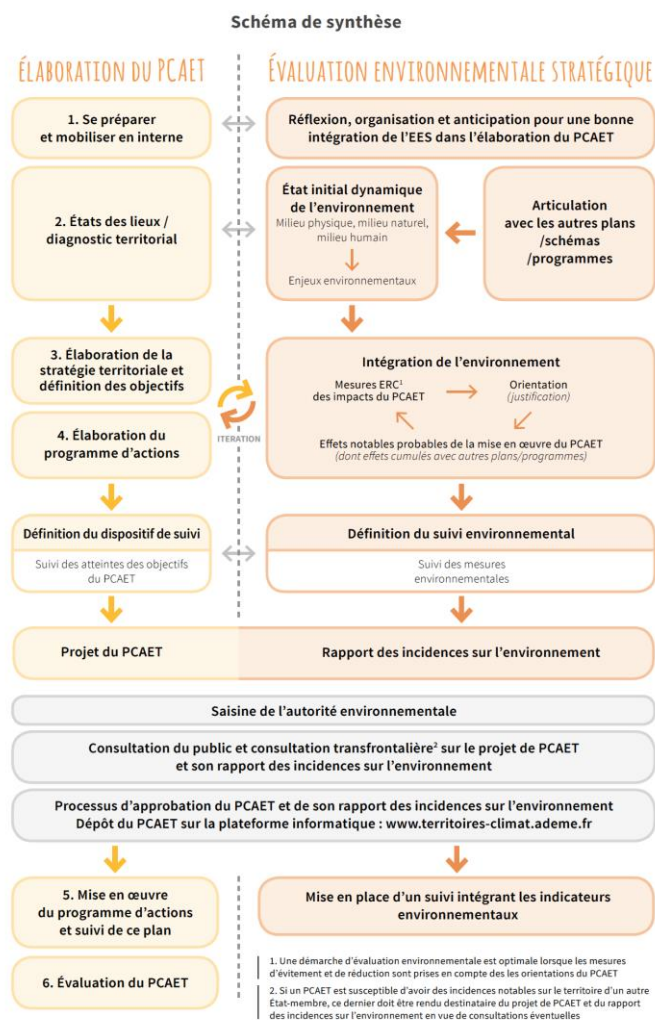 Schéma de synthèse
ÉLABORATION DU PCAET
ÉVALUATION ENVIRONNEMENTALE STRATÉGIQUE
1. Se préparer
et mobiliser en interne
Réflexion, organisation et anticipation pour une bonne
intégration de l'EES dans l'élaboration du PCAET
2. États des lieux /
diagnostic territorial
État initial dynamique
de l'environnement
Milieu physique, milieu naturel,
milieu humain
Enjeux environnementaux
Articulation
avec les autres plans
/schémas
/programmes
3. Élaboration de la
stratégie territoriale et
définition des objectifs
4. Élaboration du
programme d'actions
ITERATION
Intégration de l'environnement
Mesures ERC¹
des impacts du PCAET
Orientation
(justification)
Effets notables probables de la mise en œuvre du PCAET
(dont effets cumulés avec autres plans/programmes)
Définition du dispositif de suivi
Suivi des atteintes des objectifs
du PCAET
Définition du suivi environnemental
Suivi des mesures
environnementales
Projet du PCAET
Rapport des incidences sur l'environnement
Saisine de l'autorité environnementale
Consultation du public et consultation transfrontalière² sur le projet de PCAET
et son rapport des incidences sur l'environnement
Processus d'approbation du PCAET et de son rapport des incidences sur l'environnement
Dépôt du PCAET sur la plateforme informatique : www.territoires-climat.ademe.fr
5. Mise en œuvre
du programme d'actions
et suivi de ce plan
Mise en place d'un suivi intégrant les indicateurs
environnementaux
6. Évaluation du PCAET
1. Une démarche d'évaluation environnementale est optimale lorsque les mesures
d'évitement et de réduction sont prises en compte des les orientations du PCAET
2. Si un PCAET est susceptible d'avoir des incidences notables sur le territoire d'un autre
État-membre, ce dernier doit être rendu destinataire du projet de PCAET et du rapport
des incidences sur l'environnement en vue de consultations éventuelles